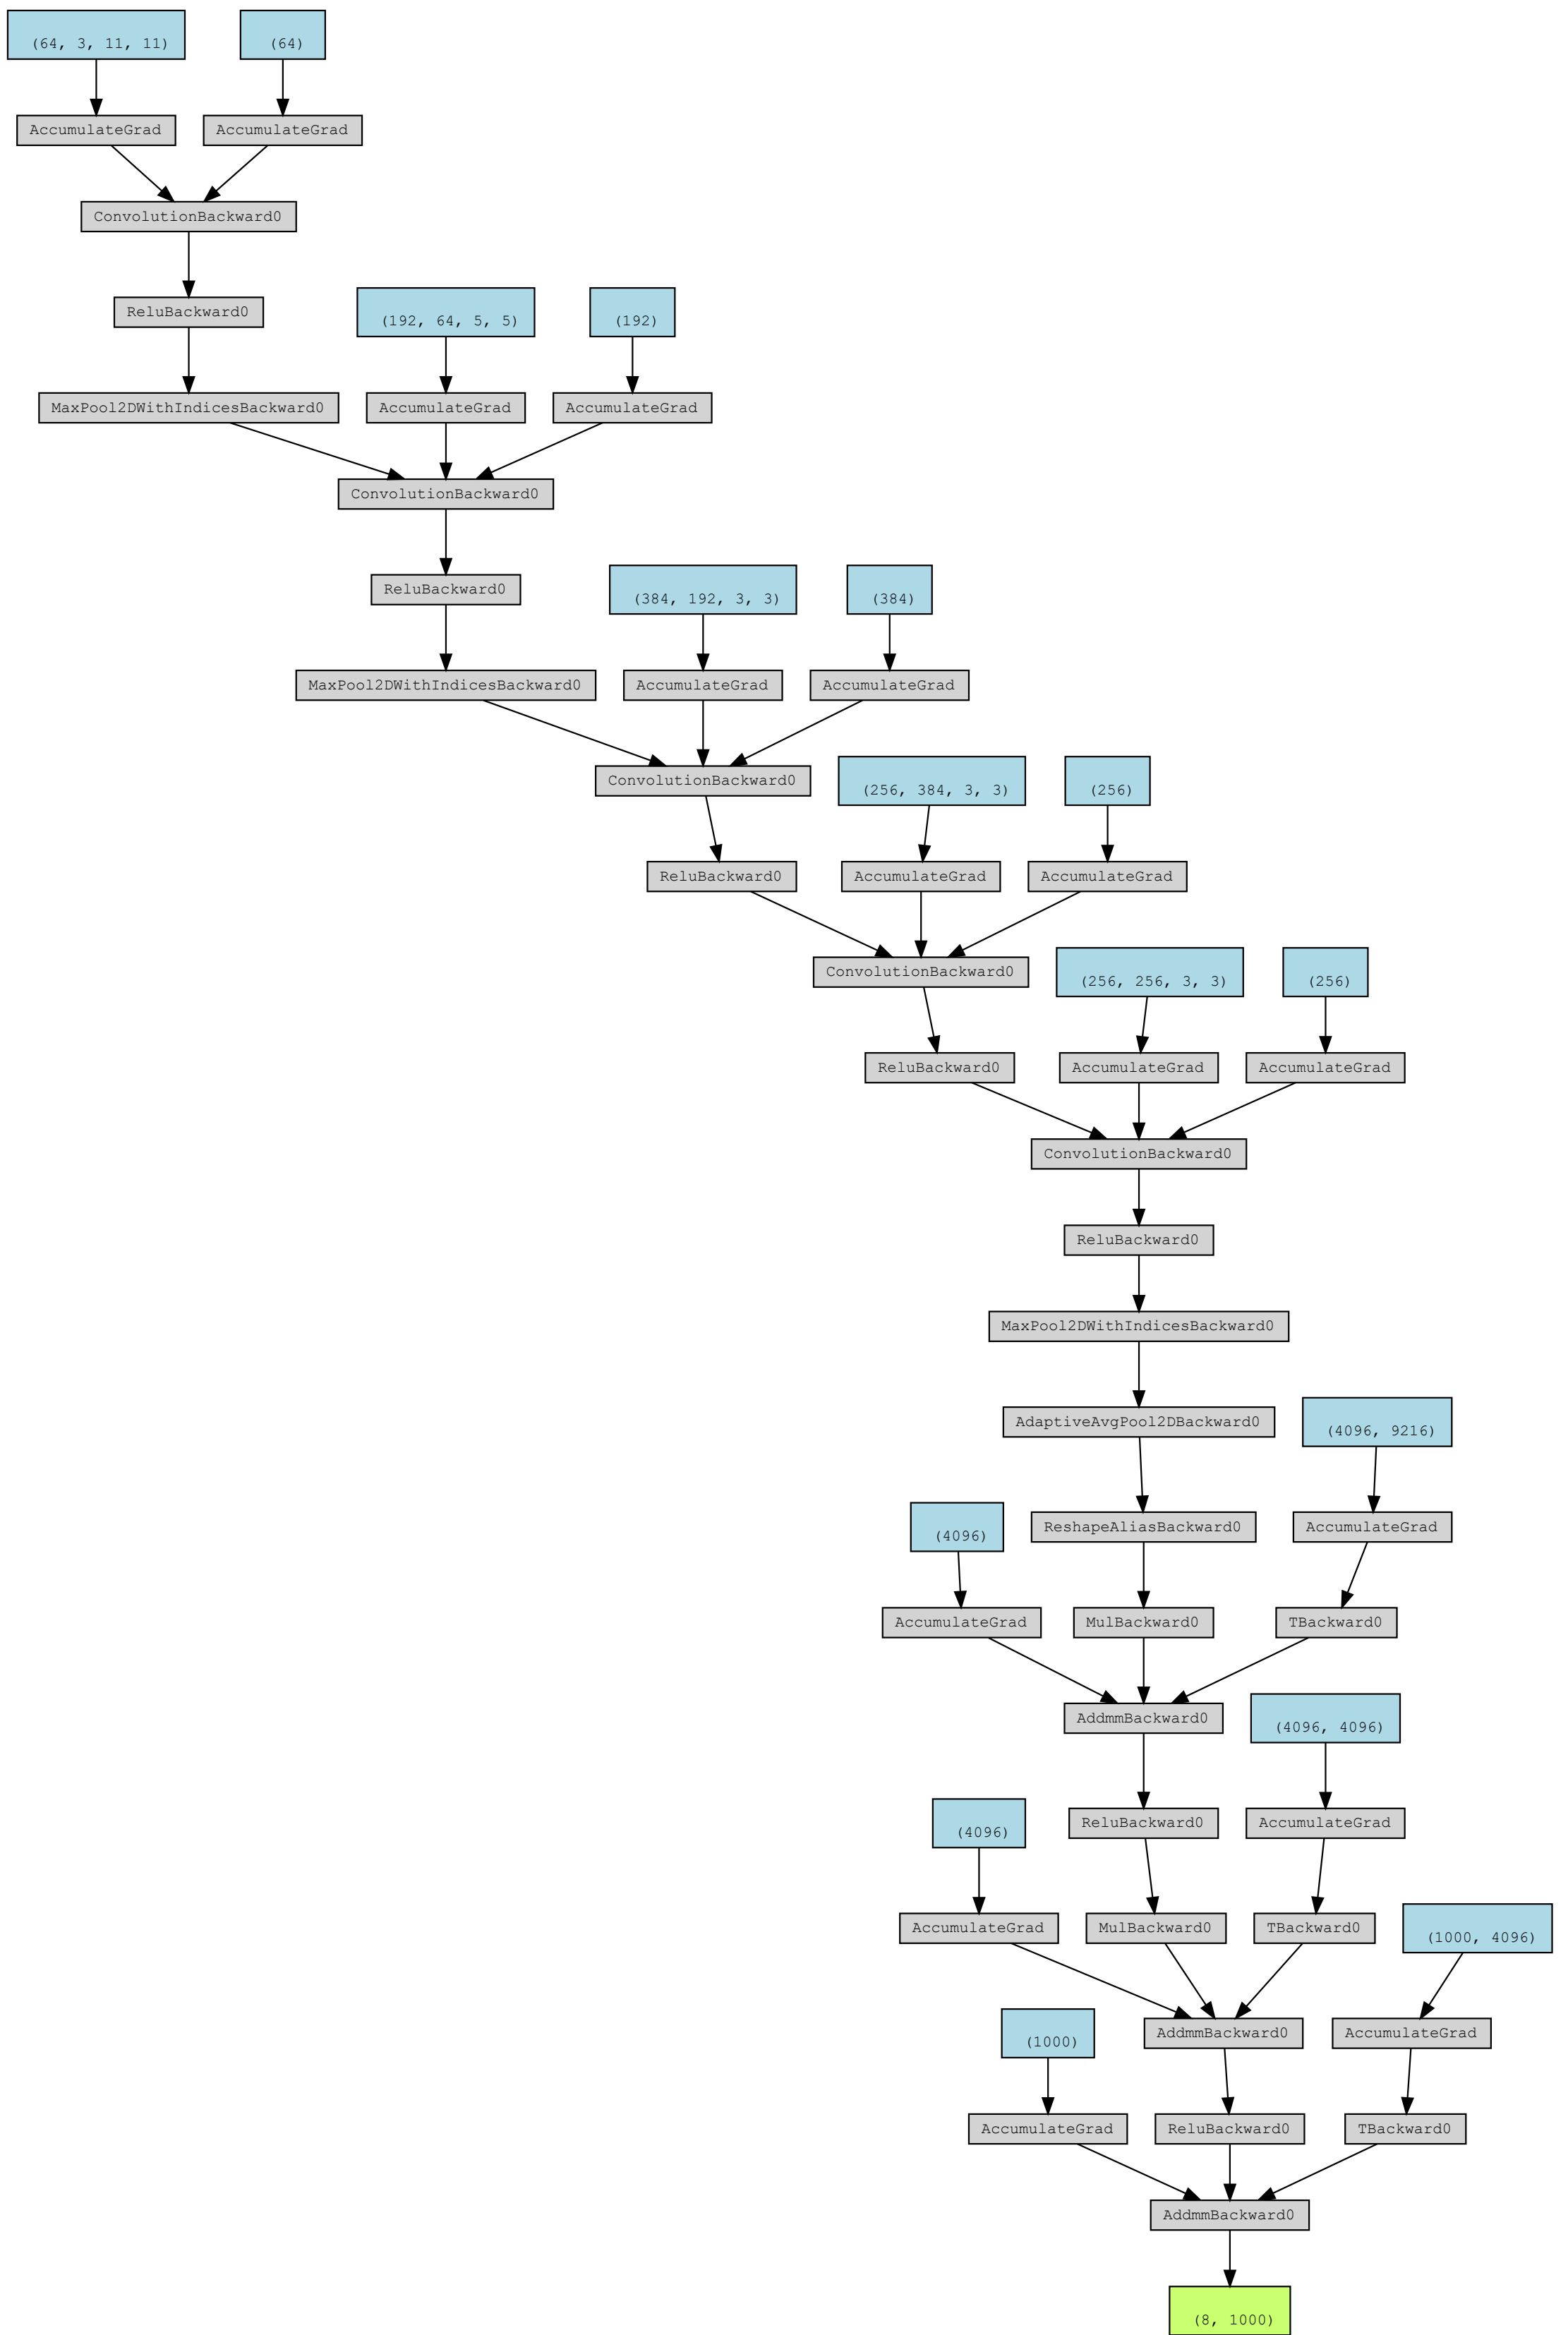 (64, 3, 11, 11)
(64)
AccumulateGrad
AccumulateGrad
ConvolutionBackward0
ReluBackward0
(192, 64, 5, 5)
(192)
MaxPool2DWithIndicesBackward0
AccumulateGrad
AccumulateGrad
ConvolutionBackward0
ReluBackward0
(384, 192, 3, 3)
(384)
MaxPool2DWithIndicesBackward0
AccumulateGrad
AccumulateGrad
ConvolutionBackward0
(256, 384, 3, 3)
(256)
ReluBackward0
AccumulateGrad
AccumulateGrad
ConvolutionBackward0
(256, 256, 3, 3)
(256)
ReluBackward0
AccumulateGrad
AccumulateGrad
ConvolutionBackward0
ReluBackward0
MaxPool2DWithIndicesBackward0
AdaptiveAvgPool2DBackward0
(4096, 9216)
(4096)
ReshapeAliasBackward0
AccumulateGrad
AccumulateGrad
MulBackward0
TBackward0
AddmmBackward0
(4096, 4096)
(4096)
ReluBackward0
AccumulateGrad
AccumulateGrad
MulBackward0
TBackward0
(1000, 4096)
(1000)
AddmmBackward0
AccumulateGrad
AccumulateGrad
ReluBackward0
TBackward0
AddmmBackward0
(8, 1000)